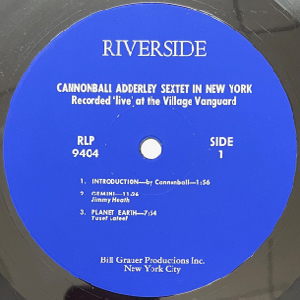 RIVERSIDE
CANNONBALL ADDERLEY SEXTET IN NEW YORK
Recorded 'live' at the Village Vanguard
RLP
9404
SIDE
1
1. INTRODUCTION—by Cannonball—1:56
2. GEMINI—11:36
Jimmy Heath
3. PLANET EARTH—7:54
Yusef Lateef
Bill Grauer Productions Inc.
New York City